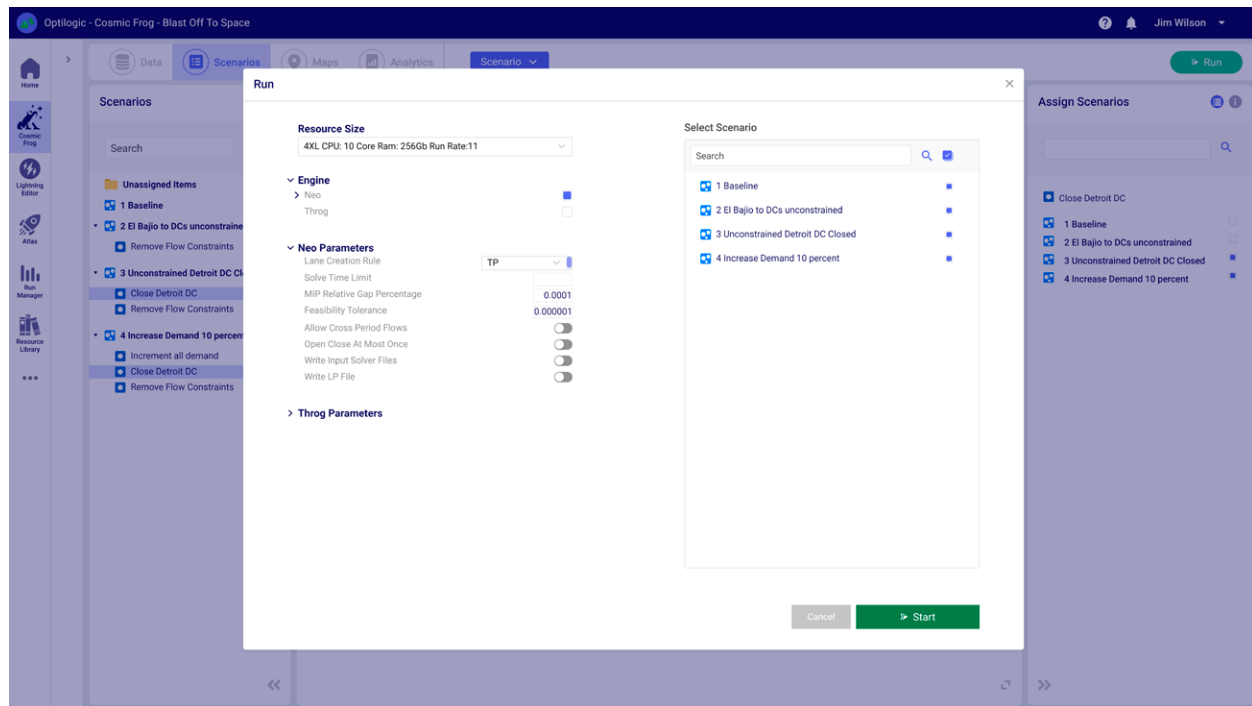 Optilogic - Cosmic Frog - Blast Off To Space
Jim Wilson
Data
Scenarios
Maps
Analytics
Scenario
Run
Home
Cosmic
Frog
Lightning
Editor
Atlas
Run
Manager
Resource
Library
Scenarios
Search
Unassigned Items
1 Baseline
2 El Bajio to DCs unconstraine
Remove Flow Constraints
3 Unconstrained Detroit DC Cl
Close Detroit DC
Remove Flow Constraints
4 Increase Demand 10 percent
Increment all demand
Close Detroit DC
Remove Flow Constraints
Run
Resource Size
4XL CPU: 10 Core Ram: 256Gb Run Rate:11
Engine
Neo
Throg
Neo Parameters
Lane Creation Rule TP
Solve Time Limit
MIP Relative Gap Percentage 0.0001
Feasibility Tolerance 0.000001
Allow Cross Period Flows
Open Close At Most Once
Write Input Solver Files
Write LP File
Throg Parameters
Select Scenario
Search
1 Baseline
2 El Bajio to DCs unconstrained
3 Unconstrained Detroit DC Closed
4 Increase Demand 10 percent
Cancel
Start
Assign Scenarios
Close Detroit DC
1 Baseline
2 El Bajio to DCs unconstrained
3 Unconstrained Detroit DC Closed
4 Increase Demand 10 percent